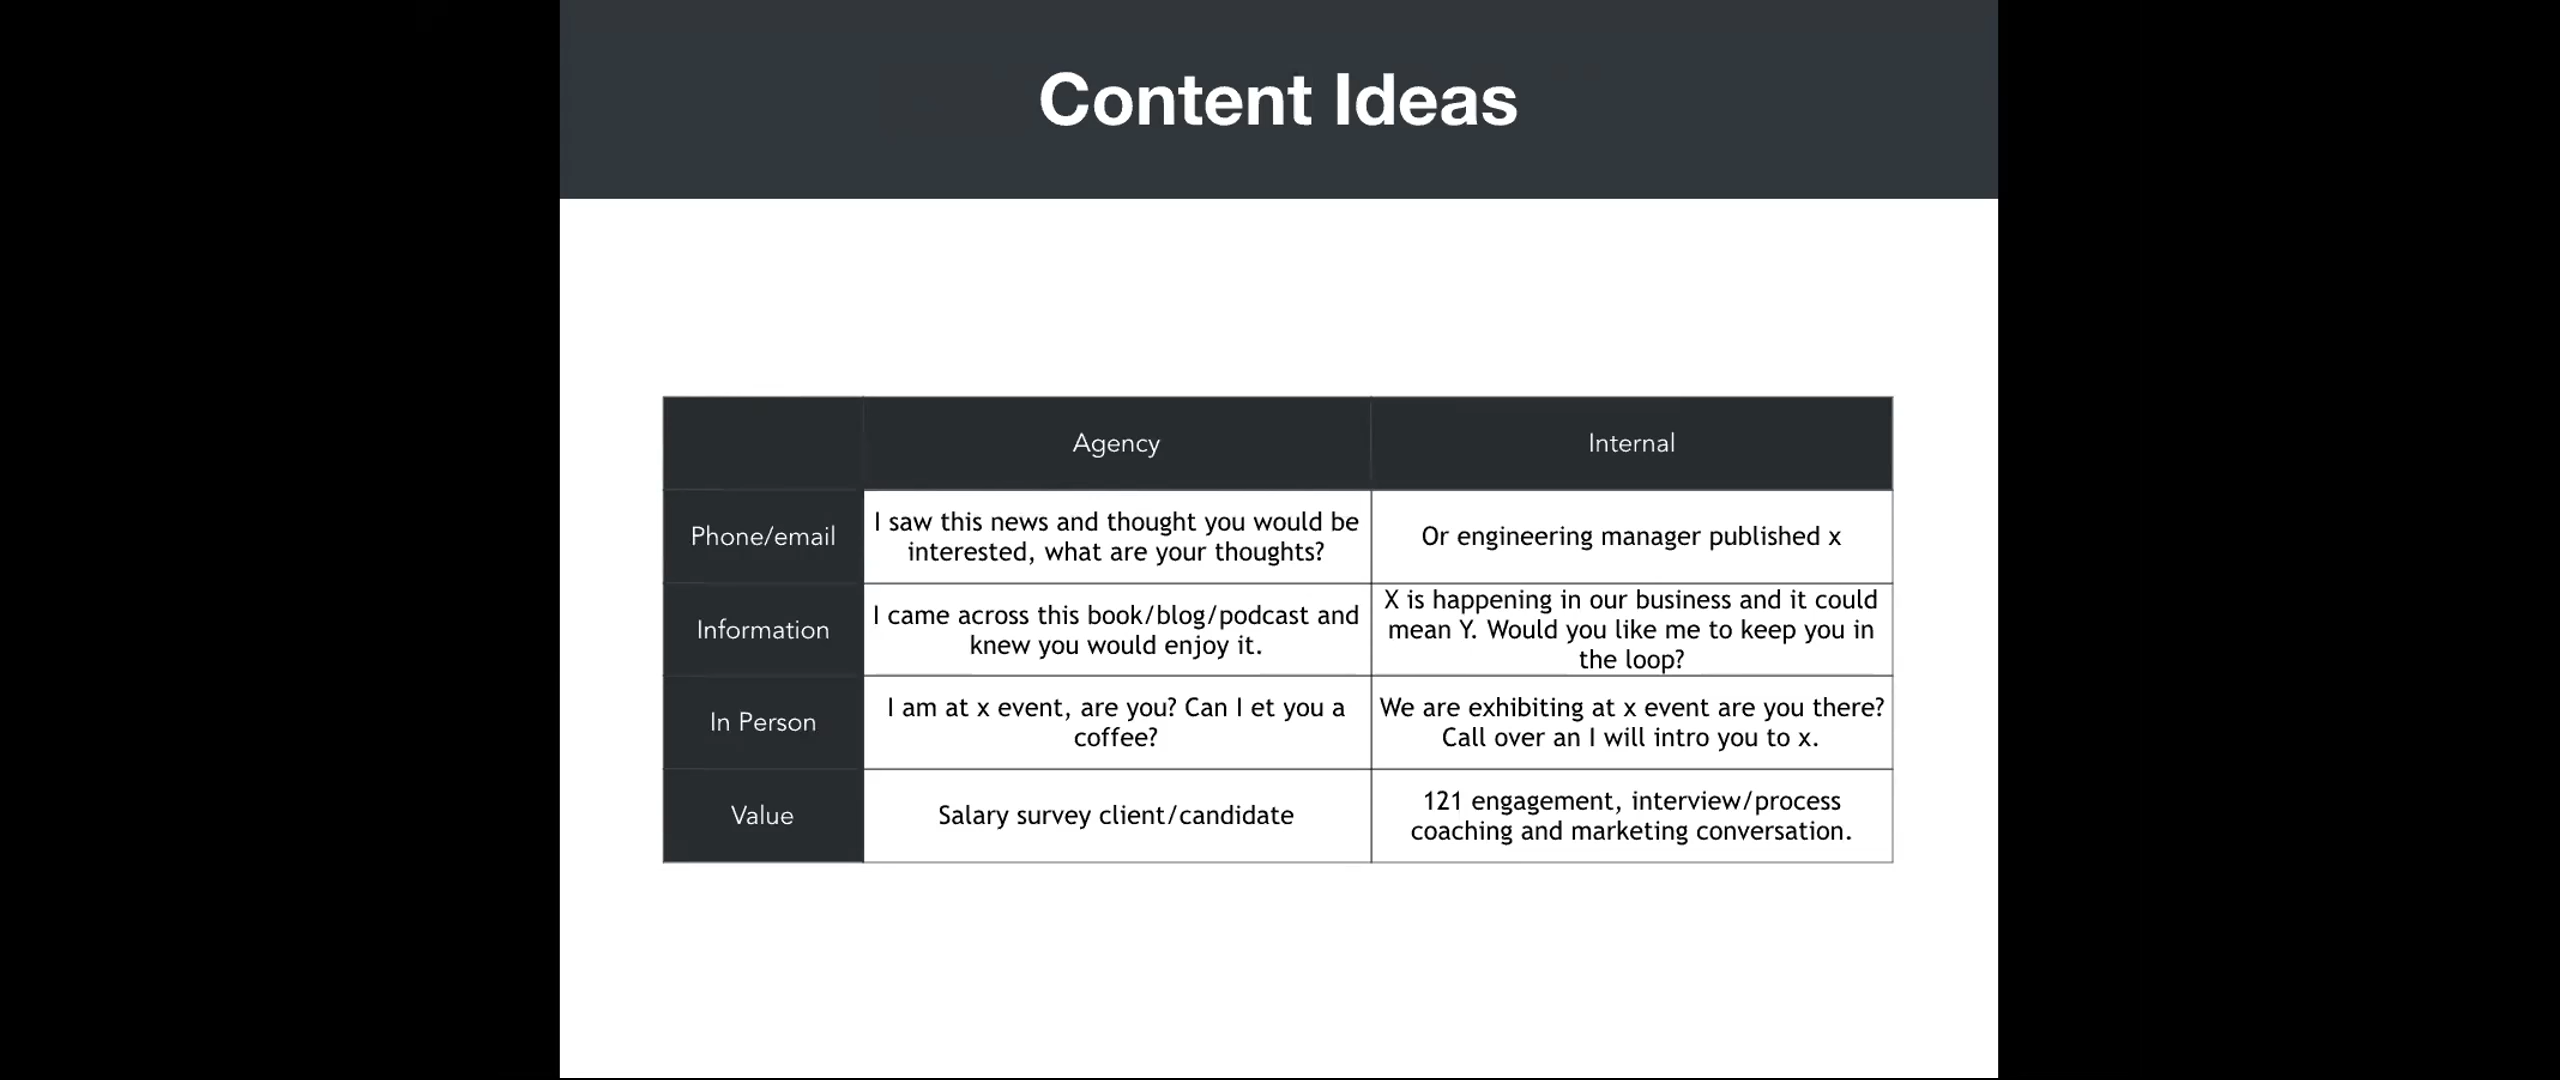 Content Ideas
Agency
Internal
Phone/email
I saw this news and thought you would be
interested, what are your thoughts?
Or engineering manager published x
Information
I came across this book/blog/podcast and
knew you would enjoy it.
X is happening in our business and it could
mean Y. Would you like me to keep you in
the loop?
In Person
I am at x event, are you? Can I et you a
coffee?
We are exhibiting at x event are you there?
Call over an I will intro you to x.
Value
Salary survey client/candidate
121 engagement, interview/process
coaching and marketing conversation.